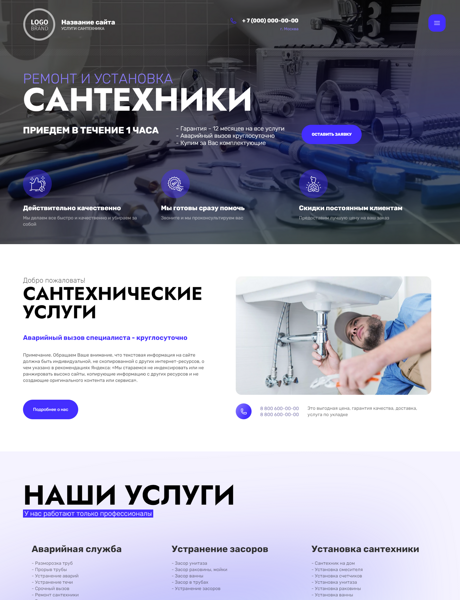 LOGO
BRAND
Название сайта
УСЛУГИ САНТЕХНИКА
+ 7 (000) 000-00-00
г. Москва
РЕМОНТ И УСТАНОВКА
САНТЕХНИКИ
ПРИЕДЕМ В ТЕЧЕНИЕ 1 ЧАСА
- Гарантия - 12 месяцев на все услуги
- Аварийный вызов круглосуточно
- Купим за Вас комплектующие
ОСТАВИТЬ ЗАЯВКУ
Действительно качественно
Мы делаем все быстро и качественно и убираем за
собой
Мы готовы сразу помочь
Звоните и мы проконсультируем вас
Скидки постоянным клиентам
Предоставим лучшую цену на ваш заказ
Добро пожаловать!
САНТЕХНИЧЕСКИЕ
УСЛУГИ
Аварийный вызов специалиста - круглосуточно
Примечание. Обращаем Ваше внимание, что текстовая информация на сайте
должна быть индивидуальной, не скопированной с других интернет-ресурсов, о
чем указано в рекомендациях Яндекса: «Мы стараемся не индексировать или не
ранжировать высоко сайты, копирующие информацию с других ресурсов и не
создающие оригинального контента или сервиса».
Подробнее о нас
8 800 600-00-00
8 800 600-00-00
Это выгодная цена, гарантия качества, доставка,
услуга по укладке
НАШИ УСЛУГИ
У нас работают только профессионалы
Аварийная служба
- Разморозка труб
- Прорыв трубы
- Устранение аварий
- Устранение течи
- Срочный вызов
- Ремонт сантехники
Устранение засоров
- Засор унитаза
- Засор раковины, мойки
- Засор ванны
- Засор в трубах
- Устранение засоров
Установка сантехники
- Сантехник на дом
- Установка смесителя
- Установка счетчиков
- Установка унитаза
- Установка раковины
- Установка ванны